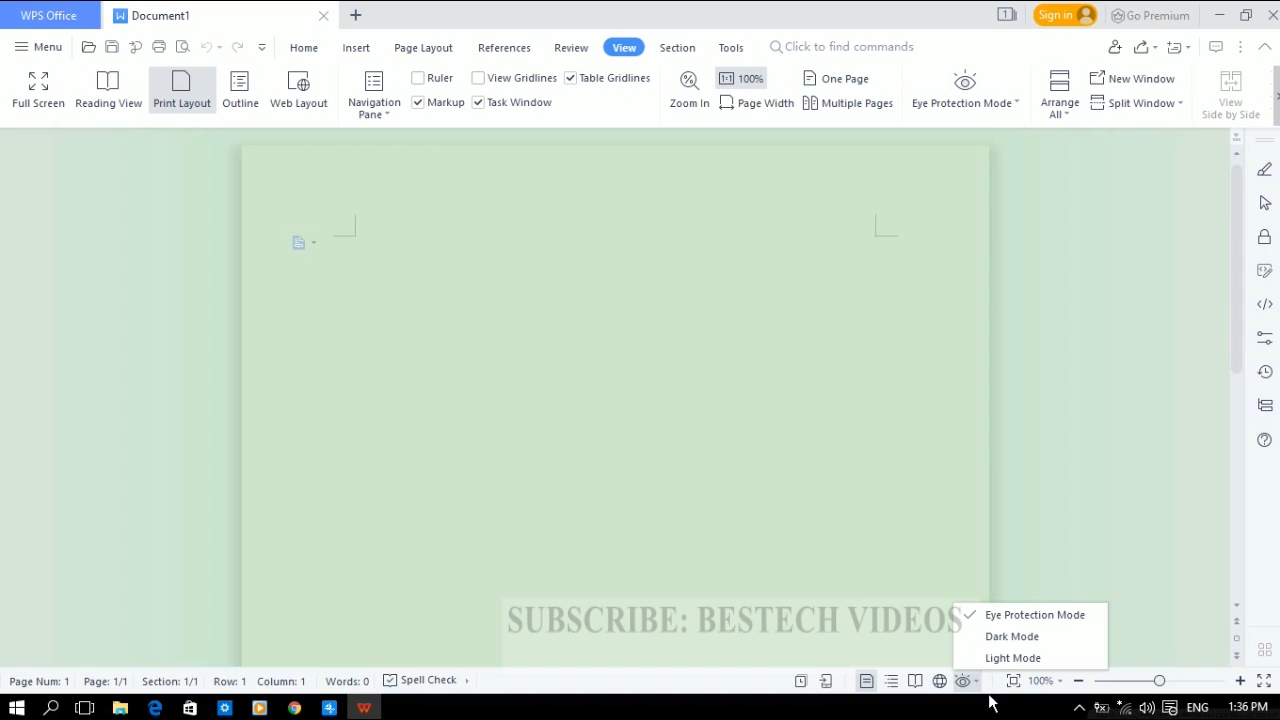 WPS Office
Document1
Sign in
Go Premium
Menu
Home
Insert
Page Layout
References
Review
View
Section
Tools
Click to find commands
Full Screen
Reading View
Print Layout
Outline
Web Layout
Navigation
Pane
Ruler
View Gridlines
Table Gridlines
Markup
Task Window
Zoom In
1:1 100%
Page Width
One Page
Multiple Pages
Eye Protection Mode
Arrange
All
New Window
Split Window
View
Side by Side
SUBSCRIBE: BESTECH VIDEOS
Eye Protection Mode
Dark Mode
Light Mode
Page Num: 1
Page: 1/1
Section: 1/1
Row: 1
Column: 1
Words: 0
Spell Check
100%
ENG
1:36 PM